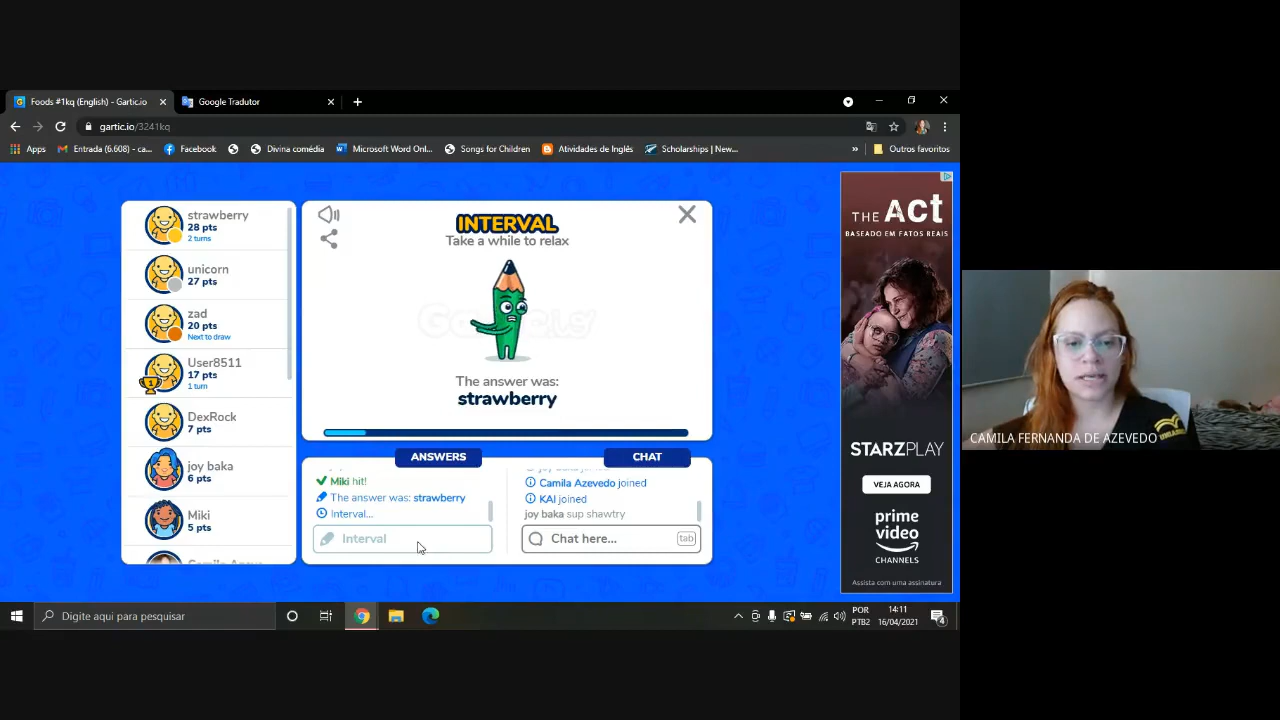 Foods #1kq (English) - Gartic.io
Google Tradutor
gartic.io/3241kq
Apps
Entrada (6.608) - ca...
Facebook
Divina comédia
Microsoft Word Onl...
Songs for Children
Atividades de Inglês
Scholarships | New...
»
Outros favoritos
strawberry
28 pts
2 turns
unicorn
27 pts
zad
20 pts
Next to draw
User8511
17 pts
1 turn
DexRock
7 pts
joy baka
6 pts
Miki
5 pts
INTERVAL
Take a while to relax
The answer was:
strawberry
ANSWERS
Miki hit!
The answer was: strawberry
Interval...
Interval
CHAT
Camila Azevedo joined
KAI joined
joy baka sup shawtry
Chat here...
tab
THE ACT
BASEADO EM FATOS REAIS
STARZPLAY
VEJA AGORA
prime video
CHANNELS
Assista com uma assinatura
CAMILA FERNANDA DE AZEVEDO
Digite aqui para pesquisar
POR
PTB2
14:11
16/04/2021
4